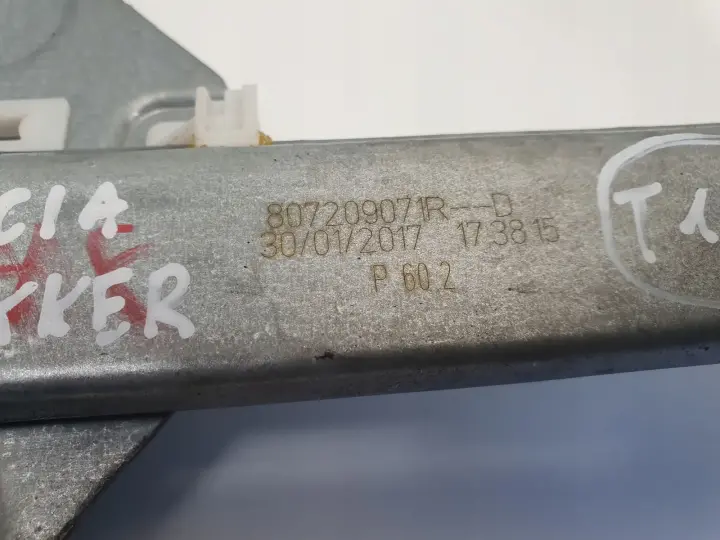 807209071R---D
30/01/2017 17 38 15
P 60.2
CIA
KER
T1